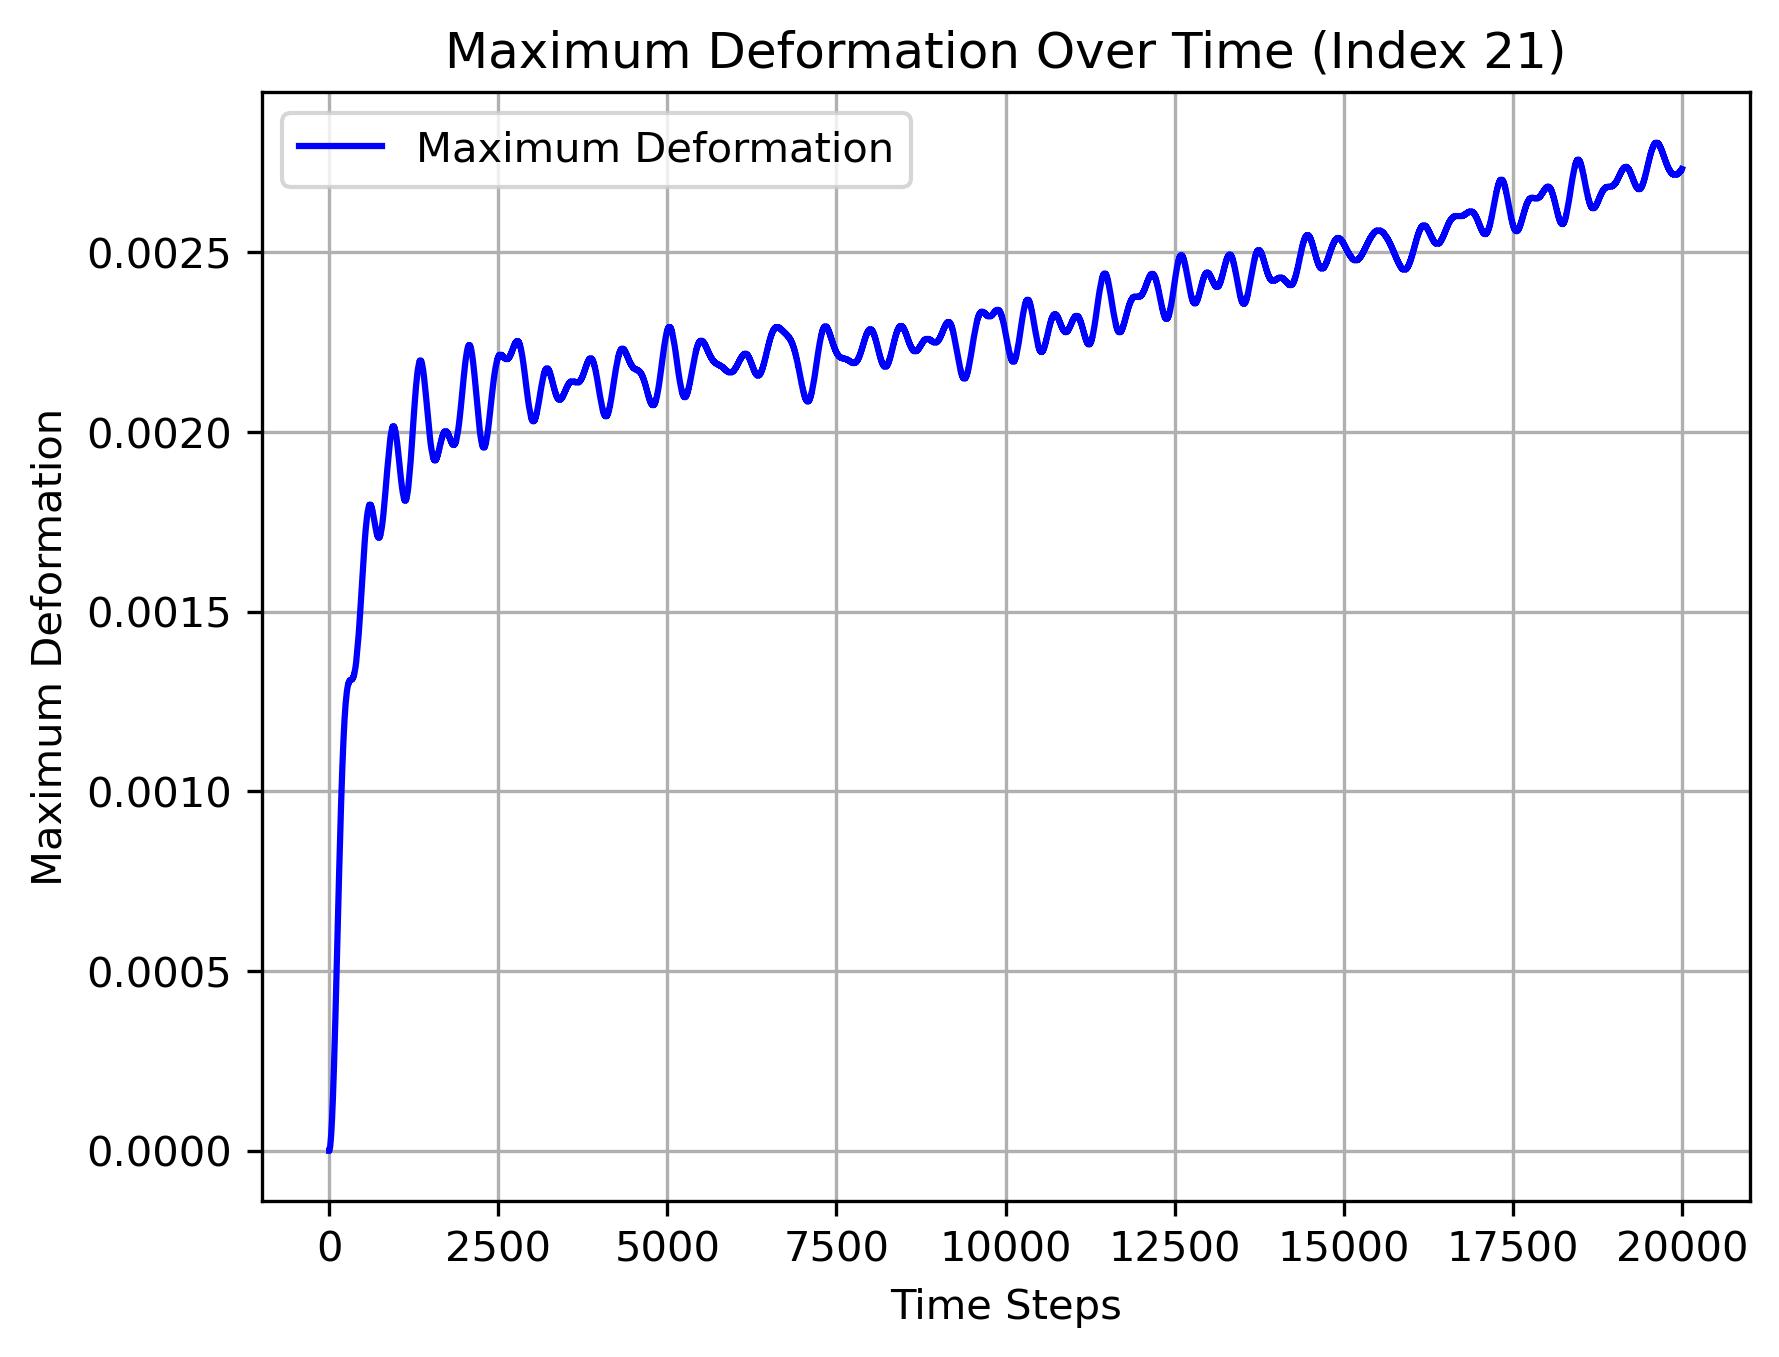 Maximum Deformation Over Time (Index 21)
Maximum Deformation
Maximum Deformation
0.0025
0.0020
0.0015
0.0010
0.0005
0.0000
0 2500 5000 7500 10000 12500 15000 17500 20000
Time Steps